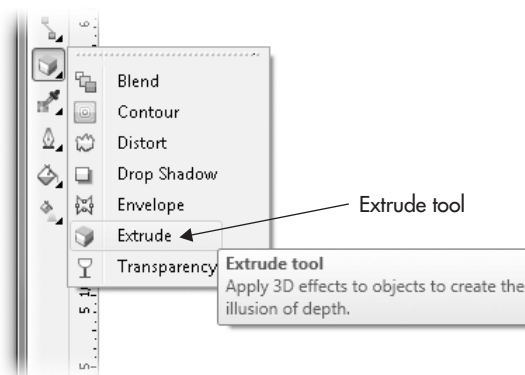 Blend
Contour
Distort
Drop Shadow
Envelope
Extrude tool
Extrude
Transparency
Extrude tool
Apply 3D effects to objects to create the
illusion of depth.